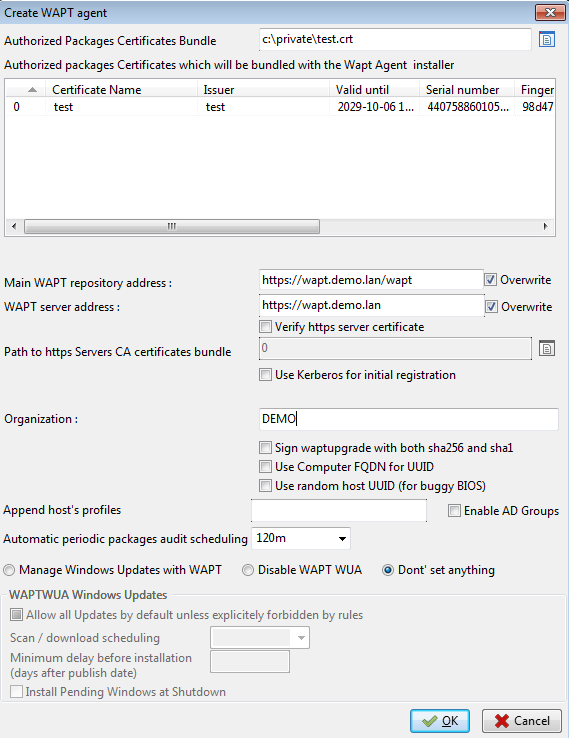 Create WAPT agent
Authorized Packages Certificates Bundle c:\private\test.crt
Authorized packages Certificates which will be bundled with the Wapt Agent installer
Certificate Name Issuer Valid until Serial number Finger
0 test test 2029-10-06 1... 440758860105... 98d47
Main WAPT repository address : https://wapt.demo.lan/wapt Overwrite
WAPT server address : https://wapt.demo.lan Overwrite
Verify https server certificate
Path to https Servers CA certificates bundle 0
Use Kerberos for initial registration
Organization : DEMO
Sign waptupgrade with both sha256 and sha1
Use Computer FQDN for UUID
Use random host UUID (for buggy BIOS)
Append host's profiles Enable AD Groups
Automatic periodic packages audit scheduling 120m
Manage Windows Updates with WAPT Disable WAPT WUA Dont' set anything
WAPTWUA Windows Updates
Allow all Updates by default unless explicitely forbidden by rules
Scan / download scheduling
Minimum delay before installation
(days after publish date)
Install Pending Windows at Shutdown
OK Cancel